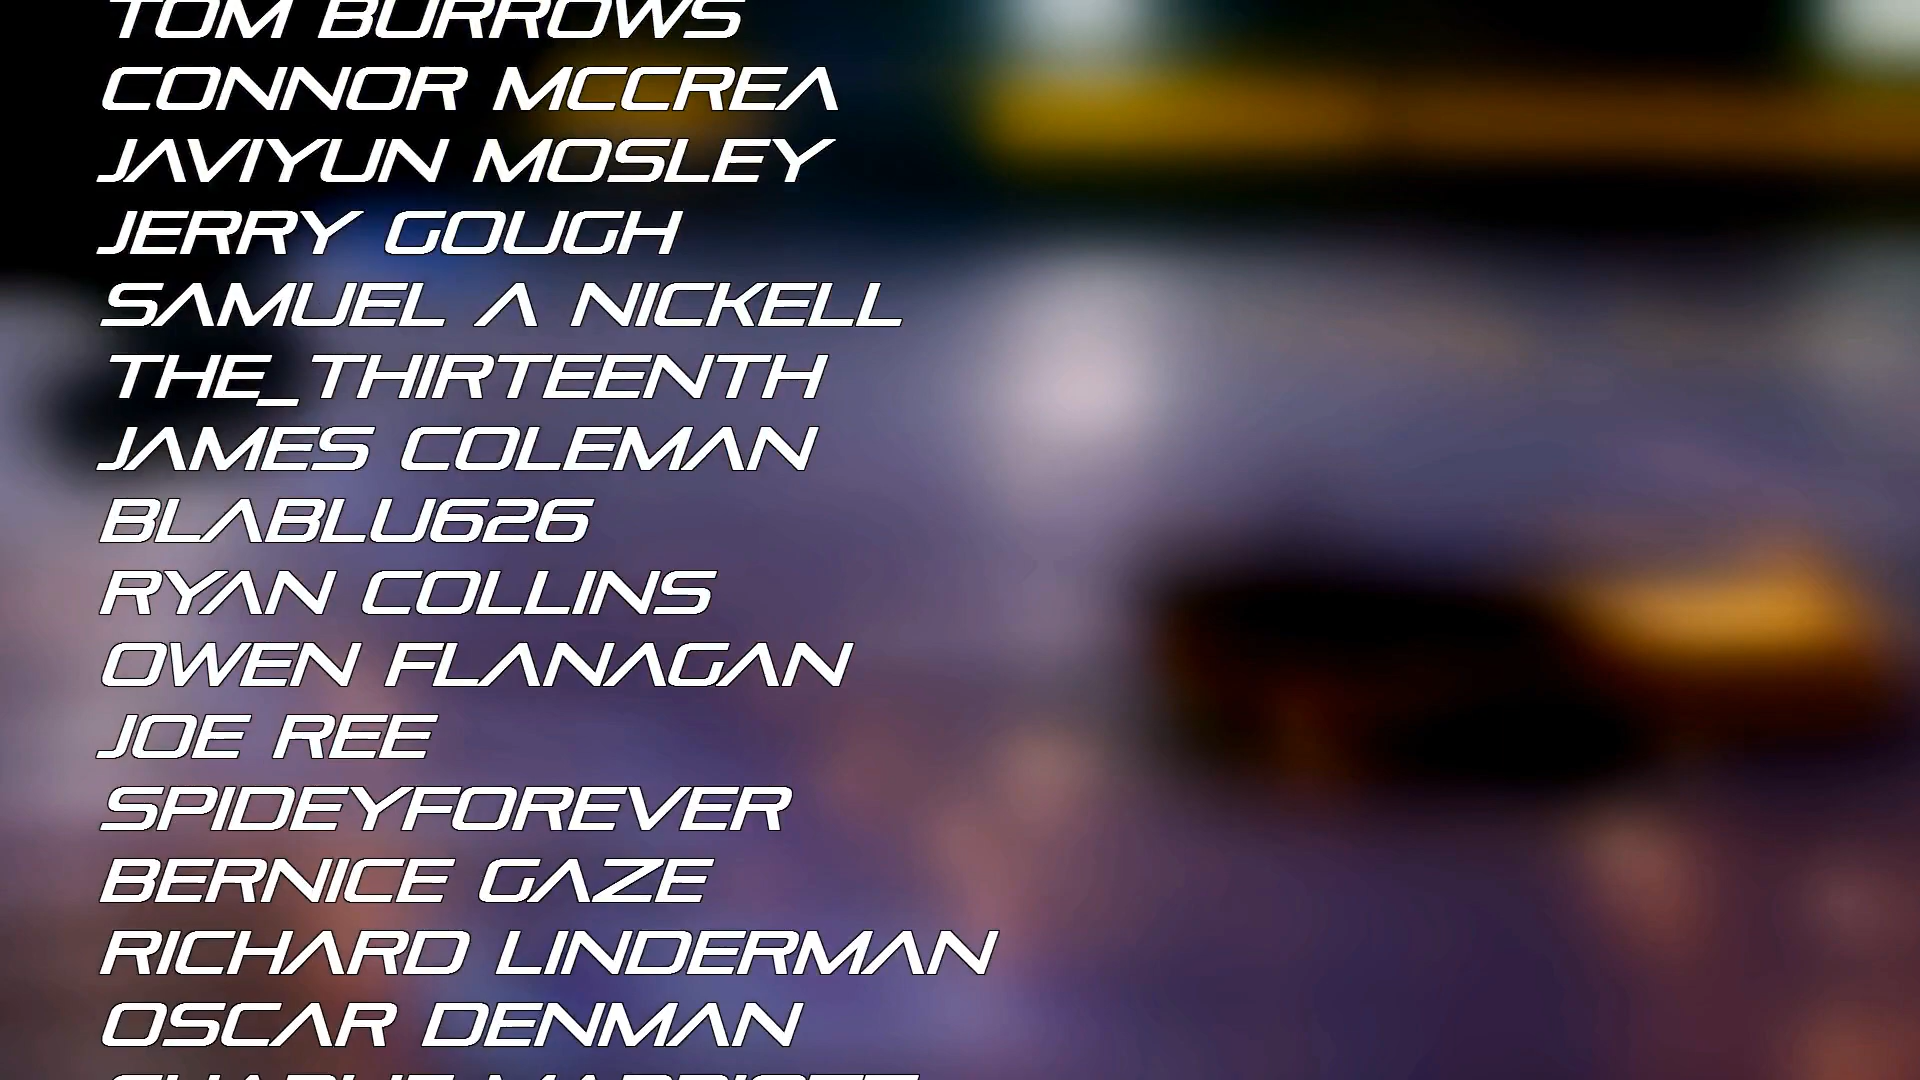 TOM BURROWS
CONNOR MCCREA
JAVIYUN MOSLEY
JERRY GOUGH
SAMUEL A NICKELL
THE_THIRTEENTH
JAMES COLEMAN
BLABLU626
RYAN COLLINS
OWEN FLANAGAN
JOE REE
SPIDEYFOREVER
BERNICE GAZE
RICHARD LINDERMAN
OSCAR DENMAN